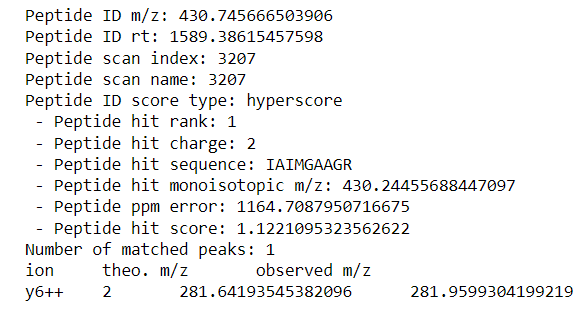 Peptide ID m/z: 430.745666503906
Peptide ID rt: 1589.38615457598
Peptide scan index: 3207
Peptide scan name: 3207
Peptide ID score type: hyperscore
- Peptide hit rank: 1
- Peptide hit charge: 2
- Peptide hit sequence: IAIMGAAGR
- Peptide hit monoisotopic m/z: 430.24455688447097
- Peptide ppm error: 1164.7087950716675
- Peptide hit score: 1.1221095323562622
Number of matched peaks: 1
ion theo. m/z observed m/z
y6++ 2 281.64193545382096 281.9599304199219